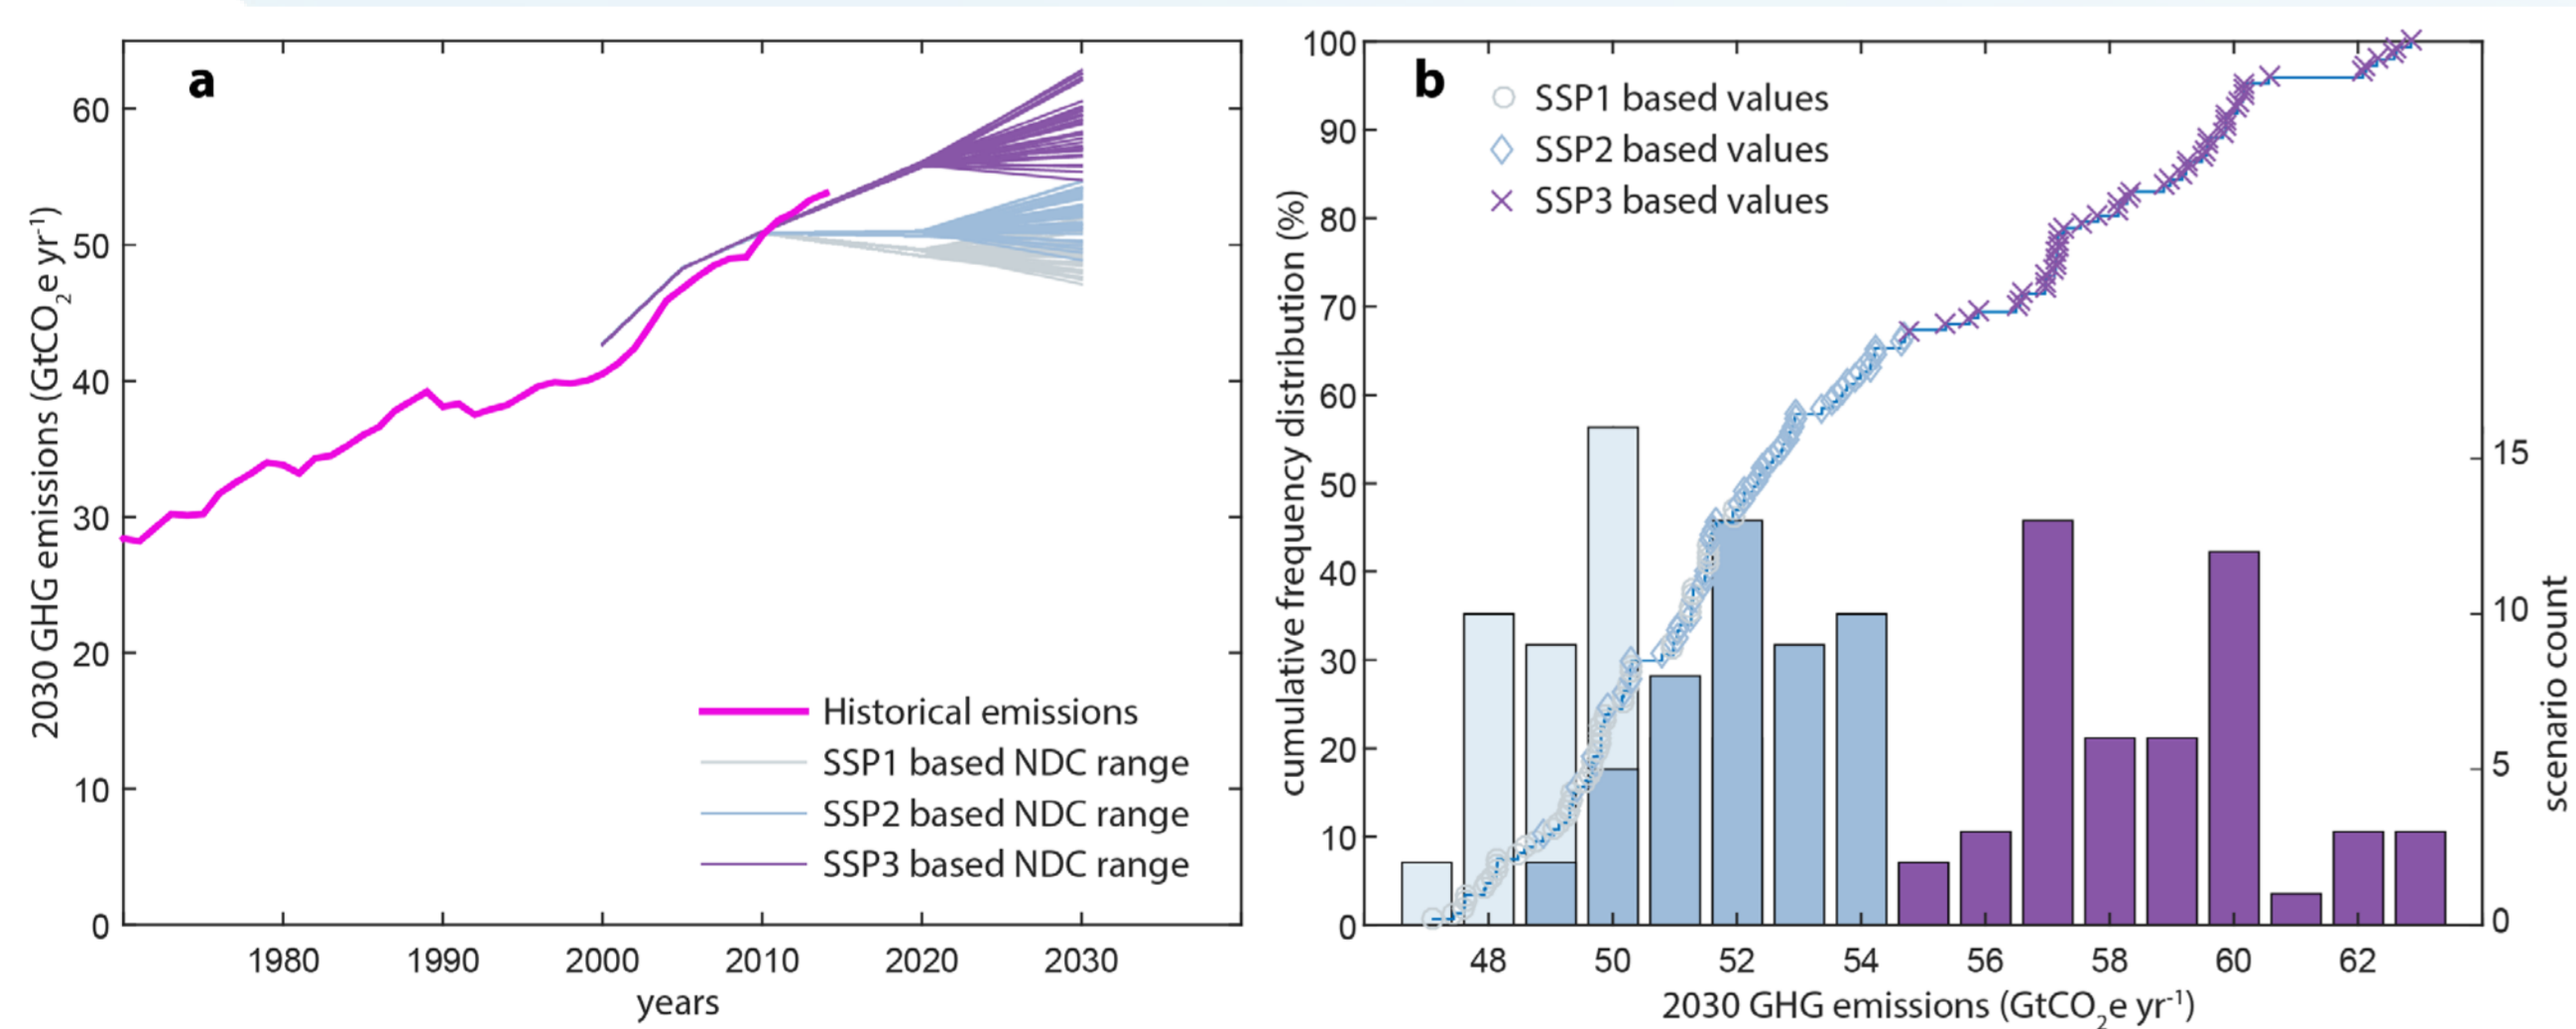 a
2030 GHG emissions (GtCO2e yr-1)
60
50
40
30
20
10
0
1980 1990 2000 2010 2020 2030
years
Historical emissions
SSP1 based NDC range
SSP2 based NDC range
SSP3 based NDC range
b
cumulative frequency distribution (%)
100
90
80
70
60
50
40
30
20
10
0
SSP1 based values
SSP2 based values
SSP3 based values
48 50 52 54 56 58 60 62
2030 GHG emissions (GtCO2e yr-1)
15
10
5
0
scenario count